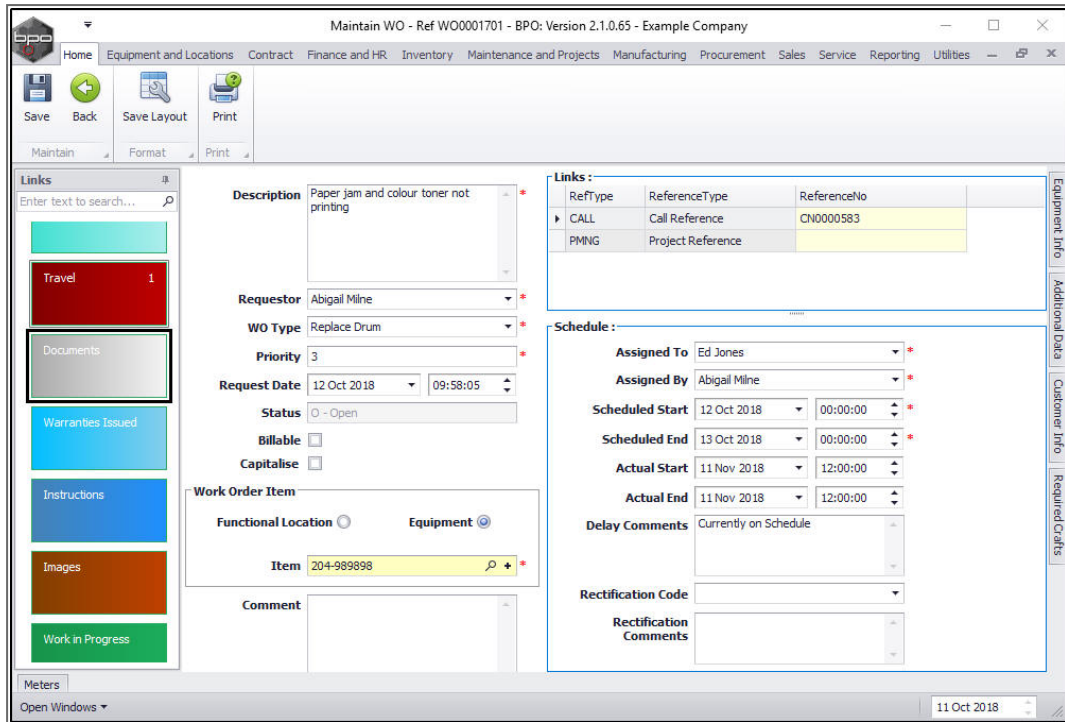 Maintain WO - Ref WO0001701 - BPO: Version 2.1.0.65 - Example Company
bpo
Home Equipment and Locations Contract Finance and HR Inventory Maintenance and Projects Manufacturing Procurement Sales Service Reporting Utilities
Save Back Save Layout Print
Maintain Format Print
Links
Enter text to search...
Travel 1
Documents
Warranties Issued
Instructions
Images
Work in Progress
Description Paper jam and colour toner not
printing
*
Requestor Abigail Milne *
WO Type Replace Drum *
Priority 3 *
Request Date 12 Oct 2018 09:58:05
Status O - Open
Billable
Capitalise
Work Order Item
Functional Location Equipment
Item 204-989898 + *
Comment
Links :
RefType ReferenceType ReferenceNo
CALL Call Reference CN0000583
PMNG Project Reference
Schedule :
Assigned To Ed Jones *
Assigned By Abigail Milne *
Scheduled Start 12 Oct 2018 00:00:00 *
Scheduled End 13 Oct 2018 00:00:00 *
Actual Start 11 Nov 2018 12:00:00
Actual End 11 Nov 2018 12:00:00
Delay Comments Currently on Schedule
Rectification Code
Rectification
Comments
Equipment Info
Additional Data
Customer Info
Required Crafts
Meters
Open Windows
11 Oct 2018